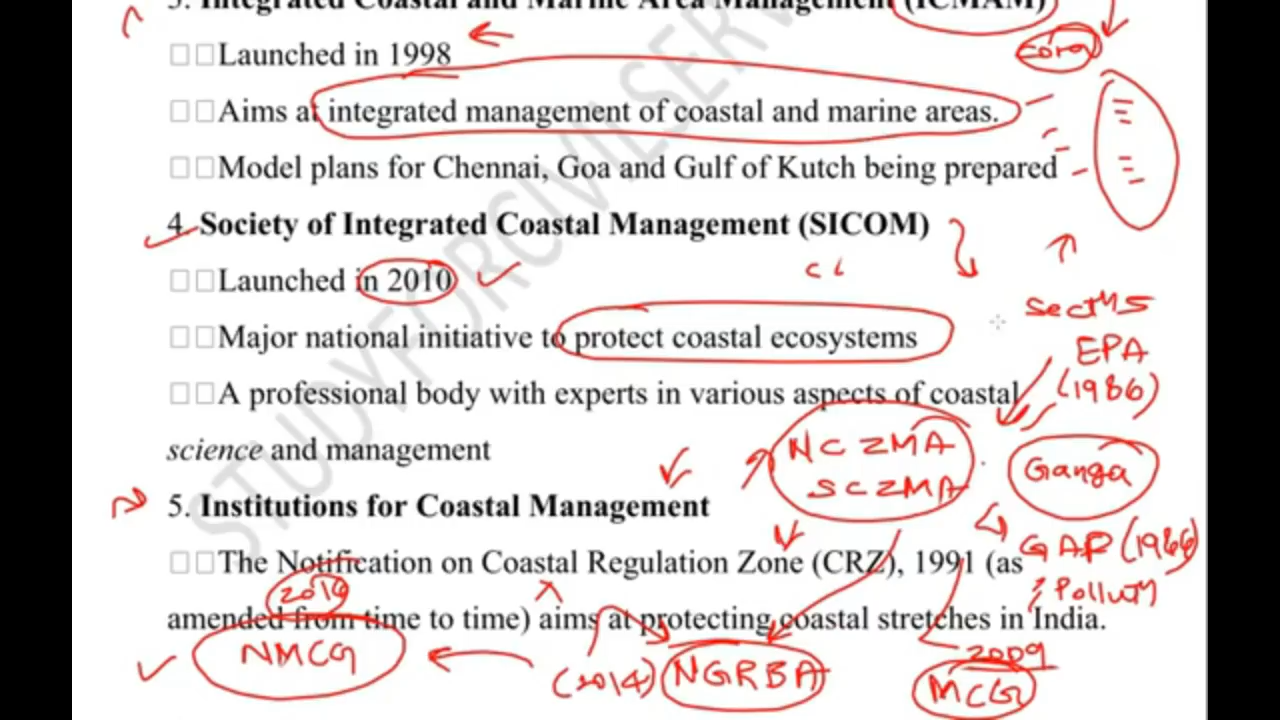 3. Integrated Coastal and Marine Area Management (ICMAM)
Launched in 1998
Aims at integrated management of coastal and marine areas.
Model plans for Chennai, Goa and Gulf of Kutch being prepared
4. Society of Integrated Coastal Management (SICOM)
Launched in 2010
Major national initiative to protect coastal ecosystems
Sect 5
EPA
(1986)
A professional body with experts in various aspects of coastal
science and management
NCZMA
SCZMA
Ganga
5. Institutions for Coastal Management
GAP (1986)
The Notification on Coastal Regulation Zone (CRZ), 1991 (as
amended from time to time) aims at protecting coastal stretches in India.
NMCG
(2014) NGRBA
2009
MCG
STUDYFORCIVILSERV